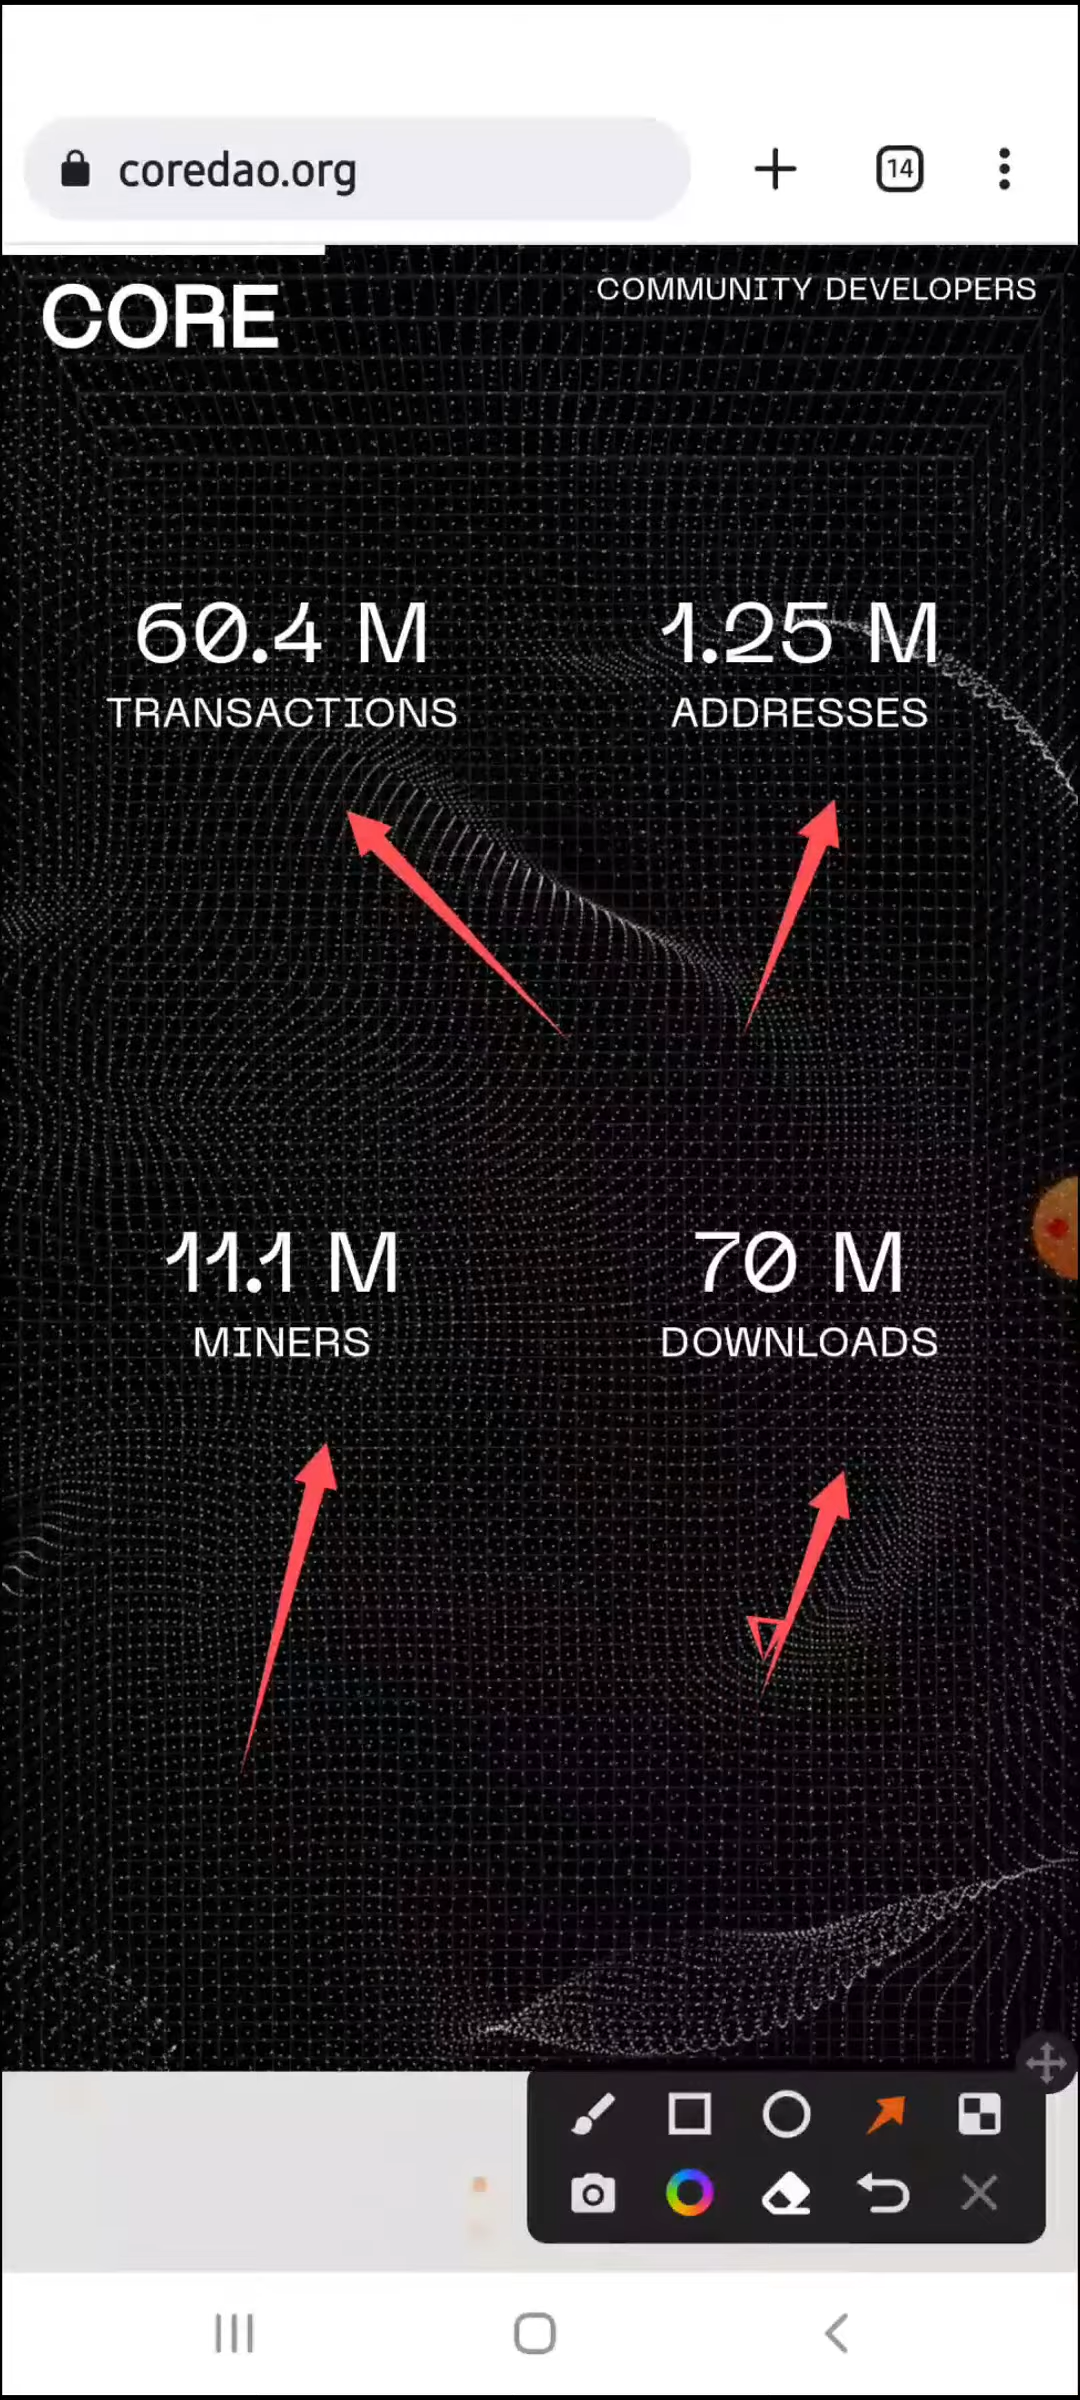 coredao.org
14
CORE
COMMUNITY DEVELOPERS
60.4 M
TRANSACTIONS
1.25 M
ADDRESSES
11.1 M
MINERS
70 M
DOWNLOADS